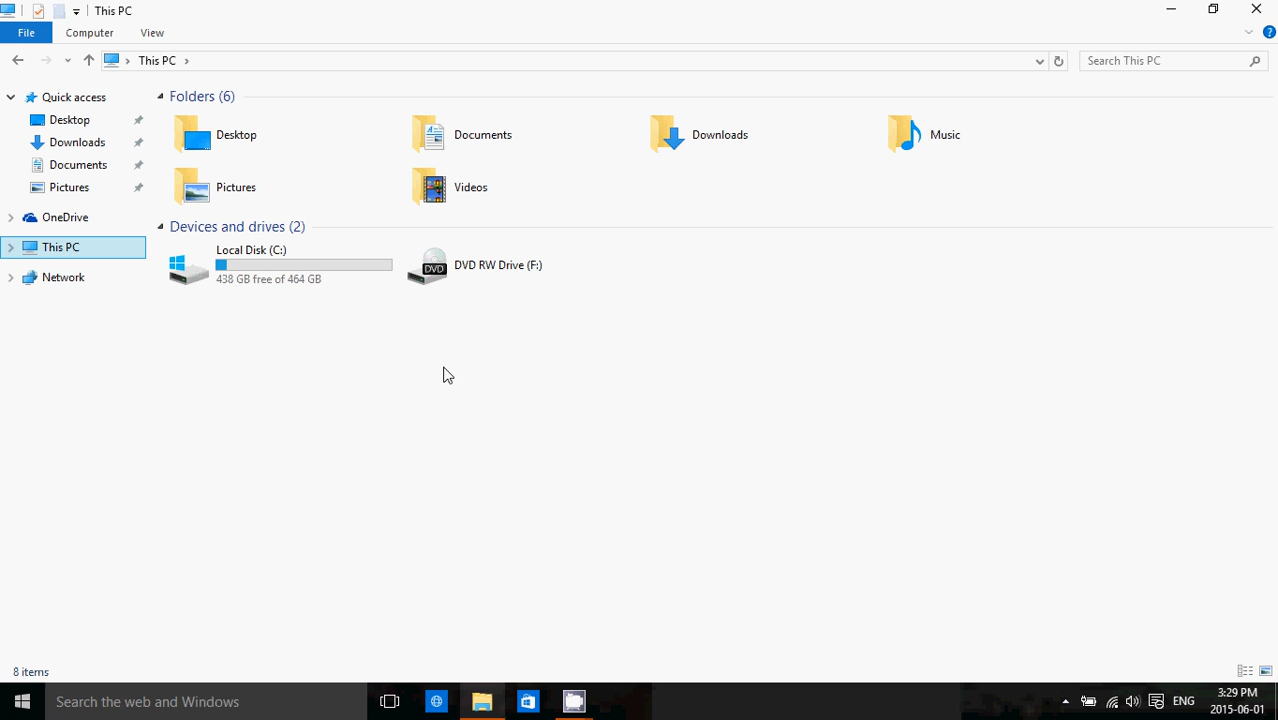 This PC
File Computer View
This PC
Search This PC
Quick access
Desktop
Downloads
Documents
Pictures
OneDrive
This PC
Network
Folders (6)
Desktop Documents Downloads Music
Pictures Videos
Devices and drives (2)
Local Disk (C:)
438 GB free of 464 GB
DVD
DVD RW Drive (F:)
8 items
Search the web and Windows
ENG
3:29 PM
2015-06-01